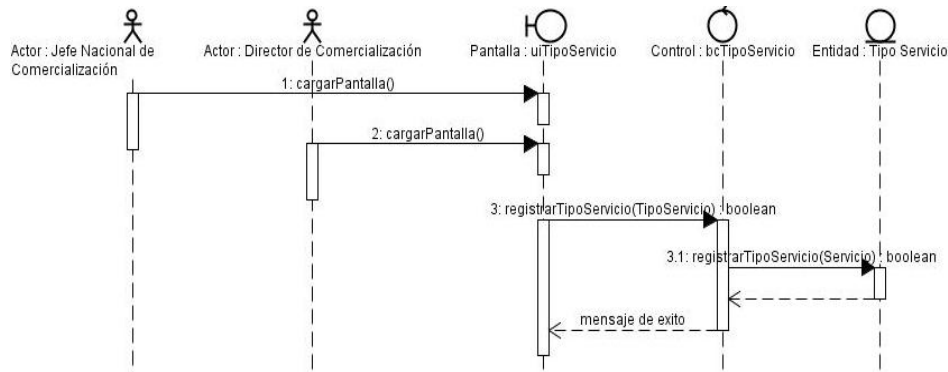 Actor : Jefe Nacional de
Comercialización
Actor : Director de Comercialización
Pantalla : uiTipoServicio
Control : bcTipoServicio
Entidad : Tipo Servicio
1: cargarPantalla()
2: cargarPantalla()
3: registrarTipoServicio(TipoServicio) : boolean
3.1: registrarTipoServicio(Servicio) : boolean
mensaje de exito